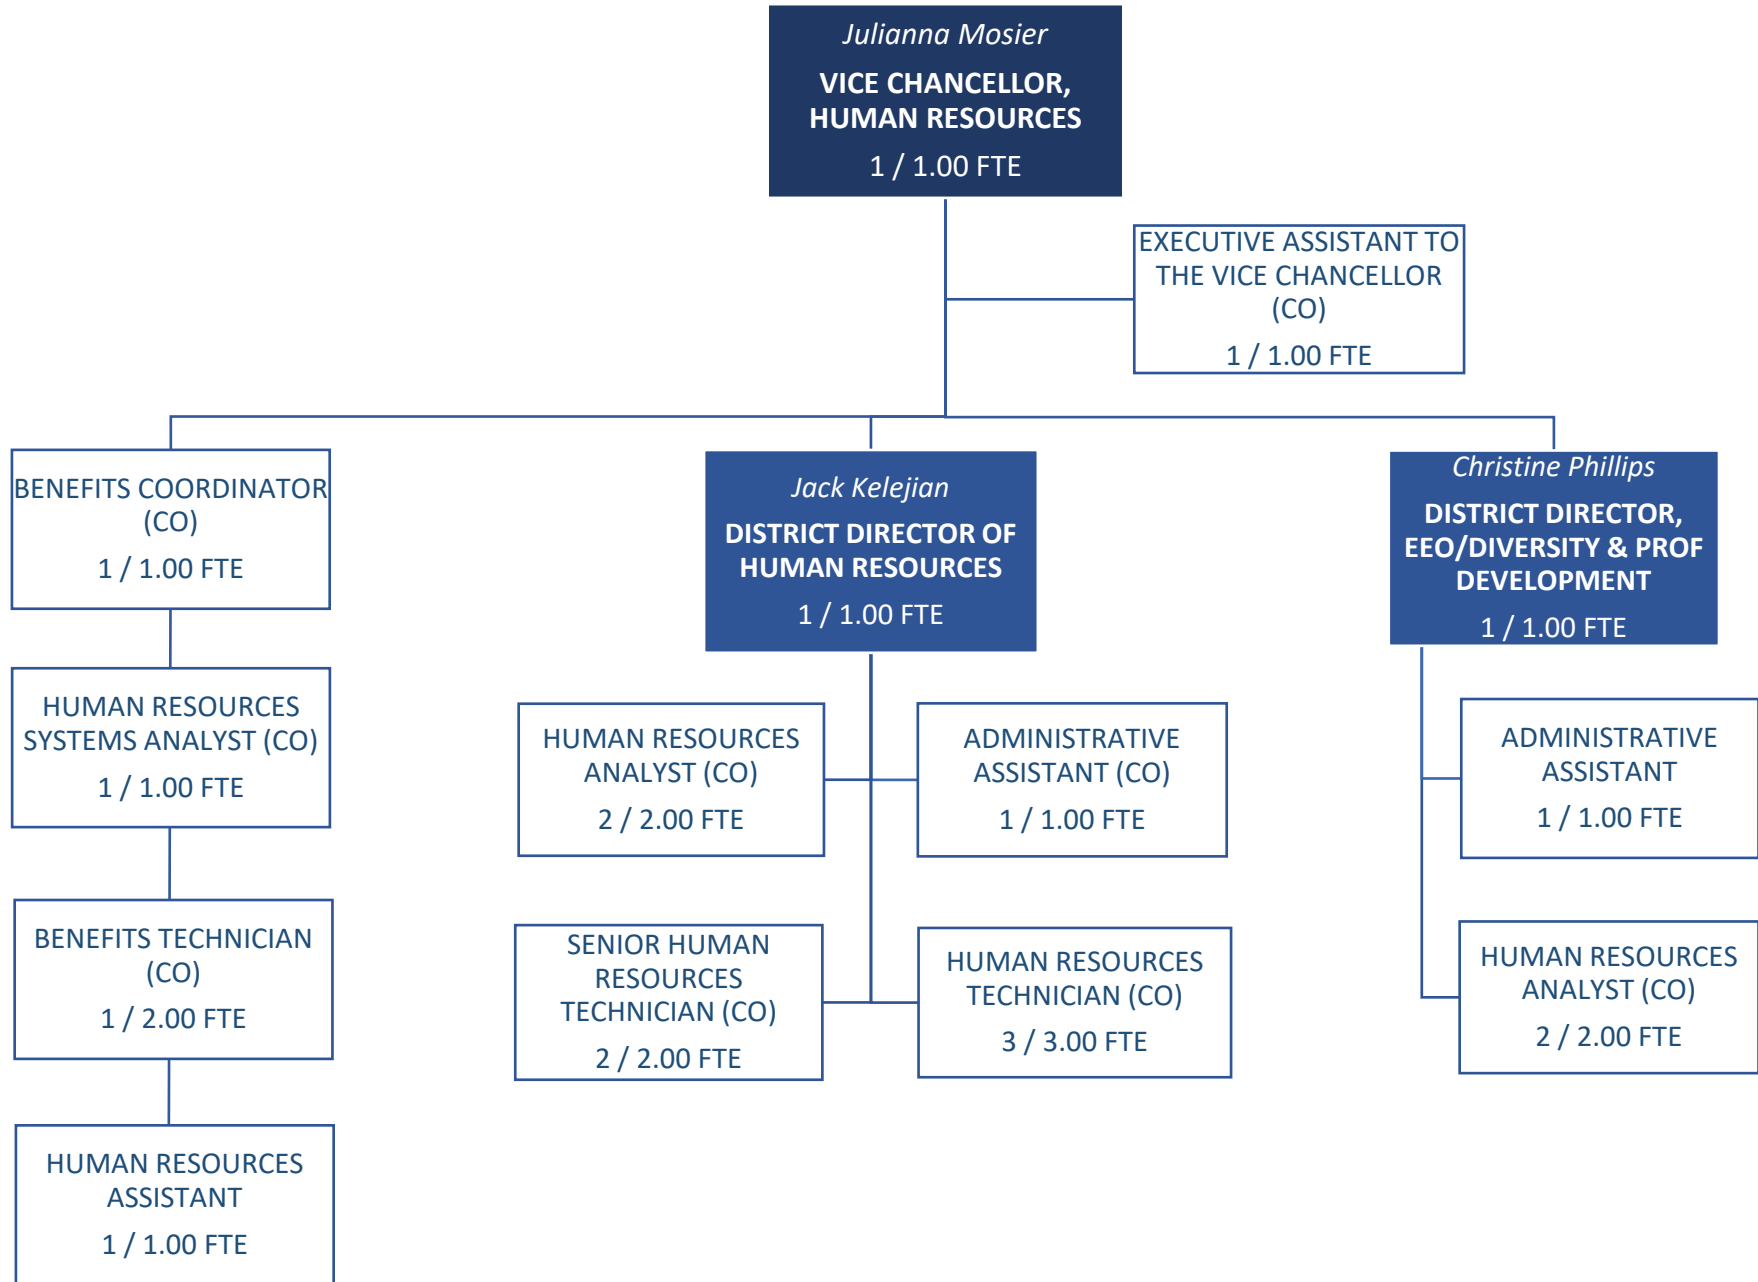 Julianna Mosier
VICE CHANCELLOR,
HUMAN RESOURCES
1 / 1.00 FTE
EXECUTIVE ASSISTANT TO
THE VICE CHANCELLOR
(CO)
1 / 1.00 FTE
BENEFITS COORDINATOR
(CO)
1 / 1.00 FTE
HUMAN RESOURCES
SYSTEMS ANALYST (CO)
1 / 1.00 FTE
BENEFITS TECHNICIAN
(CO)
1 / 2.00 FTE
HUMAN RESOURCES
ASSISTANT
1 / 1.00 FTE
Jack Kelejian
DISTRICT DIRECTOR OF
HUMAN RESOURCES
1 / 1.00 FTE
HUMAN RESOURCES
ANALYST (CO)
2 / 2.00 FTE
ADMINISTRATIVE
ASSISTANT (CO)
1 / 1.00 FTE
SENIOR HUMAN
RESOURCES
TECHNICIAN (CO)
2 / 2.00 FTE
HUMAN RESOURCES
TECHNICIAN (CO)
3 / 3.00 FTE
Christine Phillips
DISTRICT DIRECTOR,
EEO/DIVERSITY & PROF
DEVELOPMENT
1 / 1.00 FTE
ADMINISTRATIVE
ASSISTANT
1 / 1.00 FTE
HUMAN RESOURCES
ANALYST (CO)
2 / 2.00 FTE